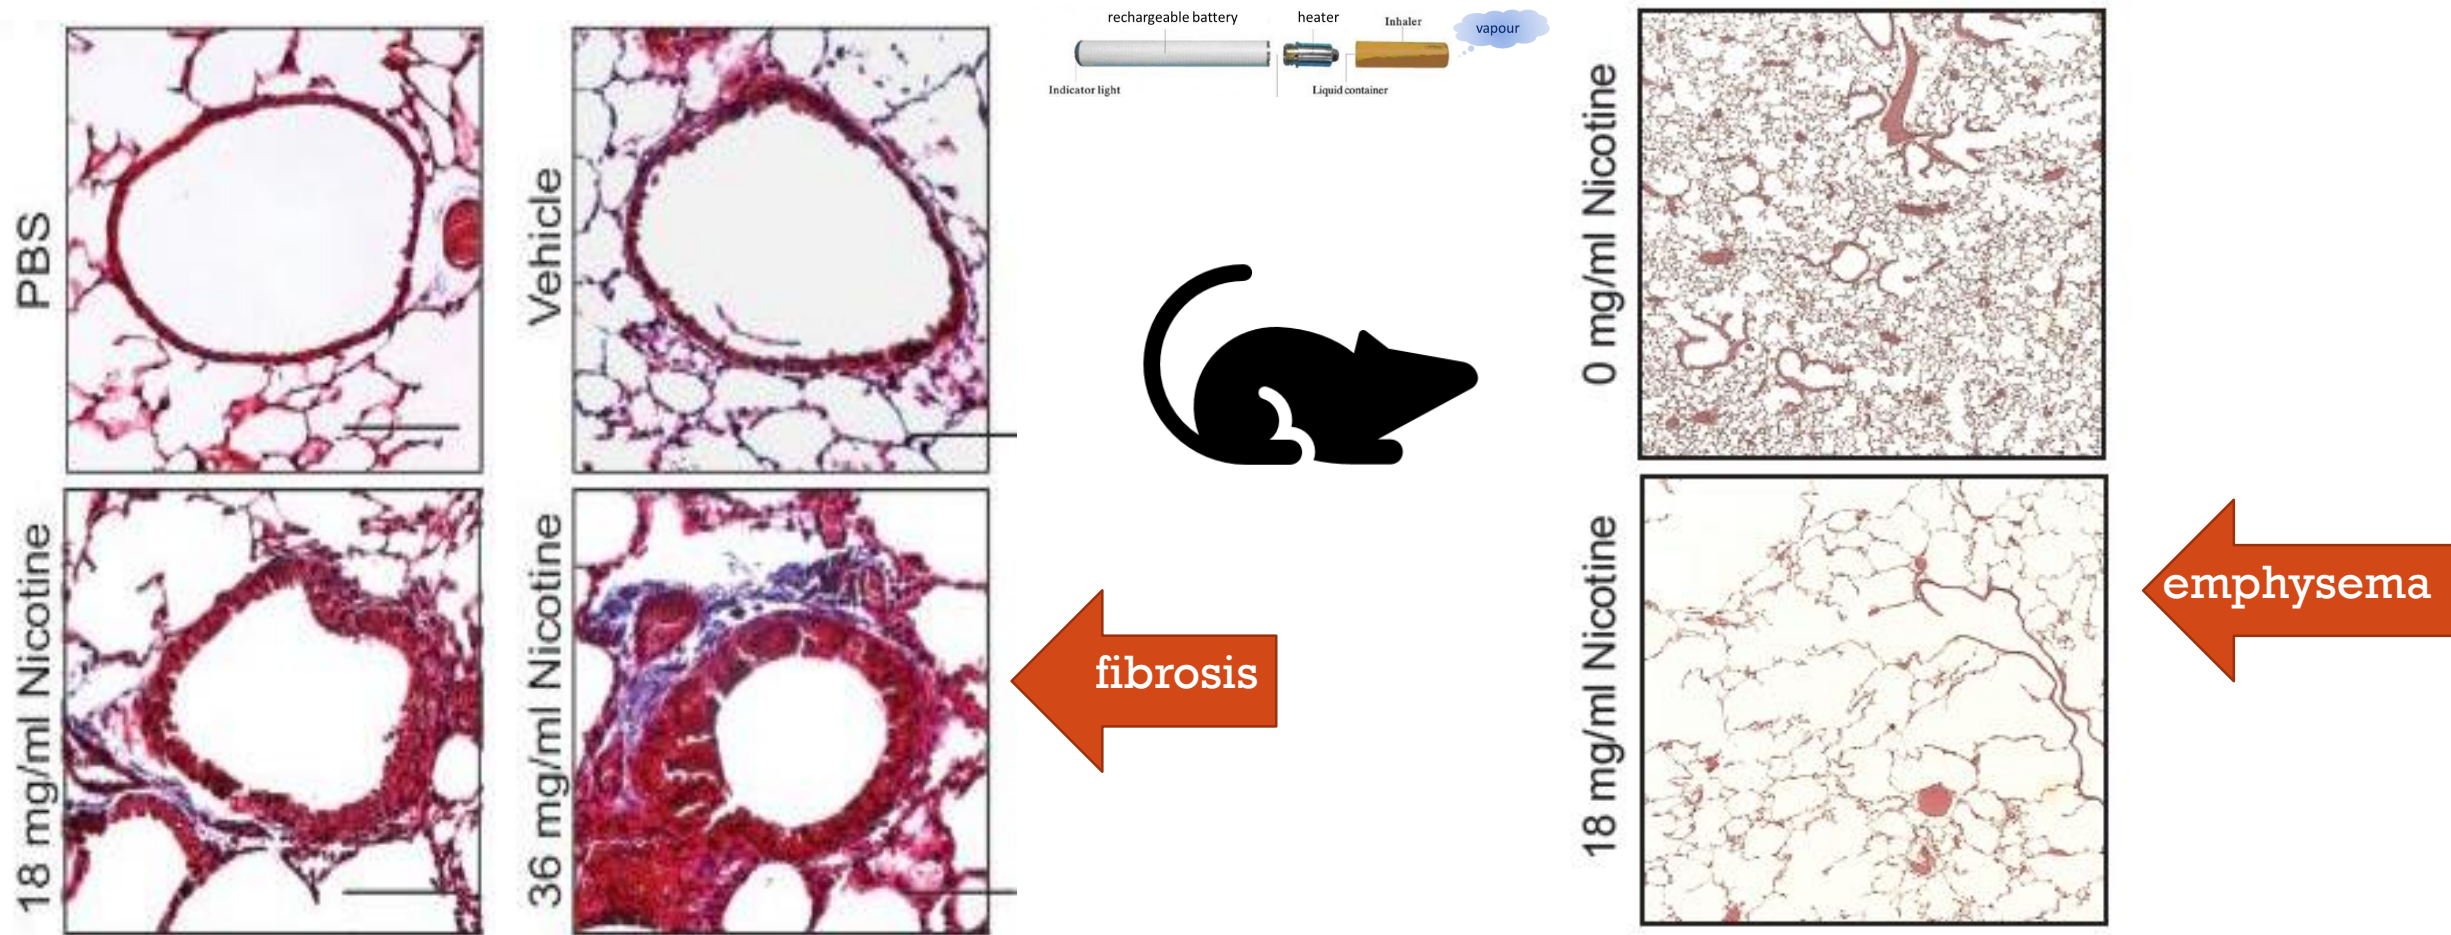 PBS
Vehicle
18 mg/ml Nicotine
36 mg/ml Nicotine
fibrosis
rechargeable battery
heater
Inhaler
vapour
Indicator light
Liquid container
0 mg/ml Nicotine
18 mg/ml Nicotine
emphysema